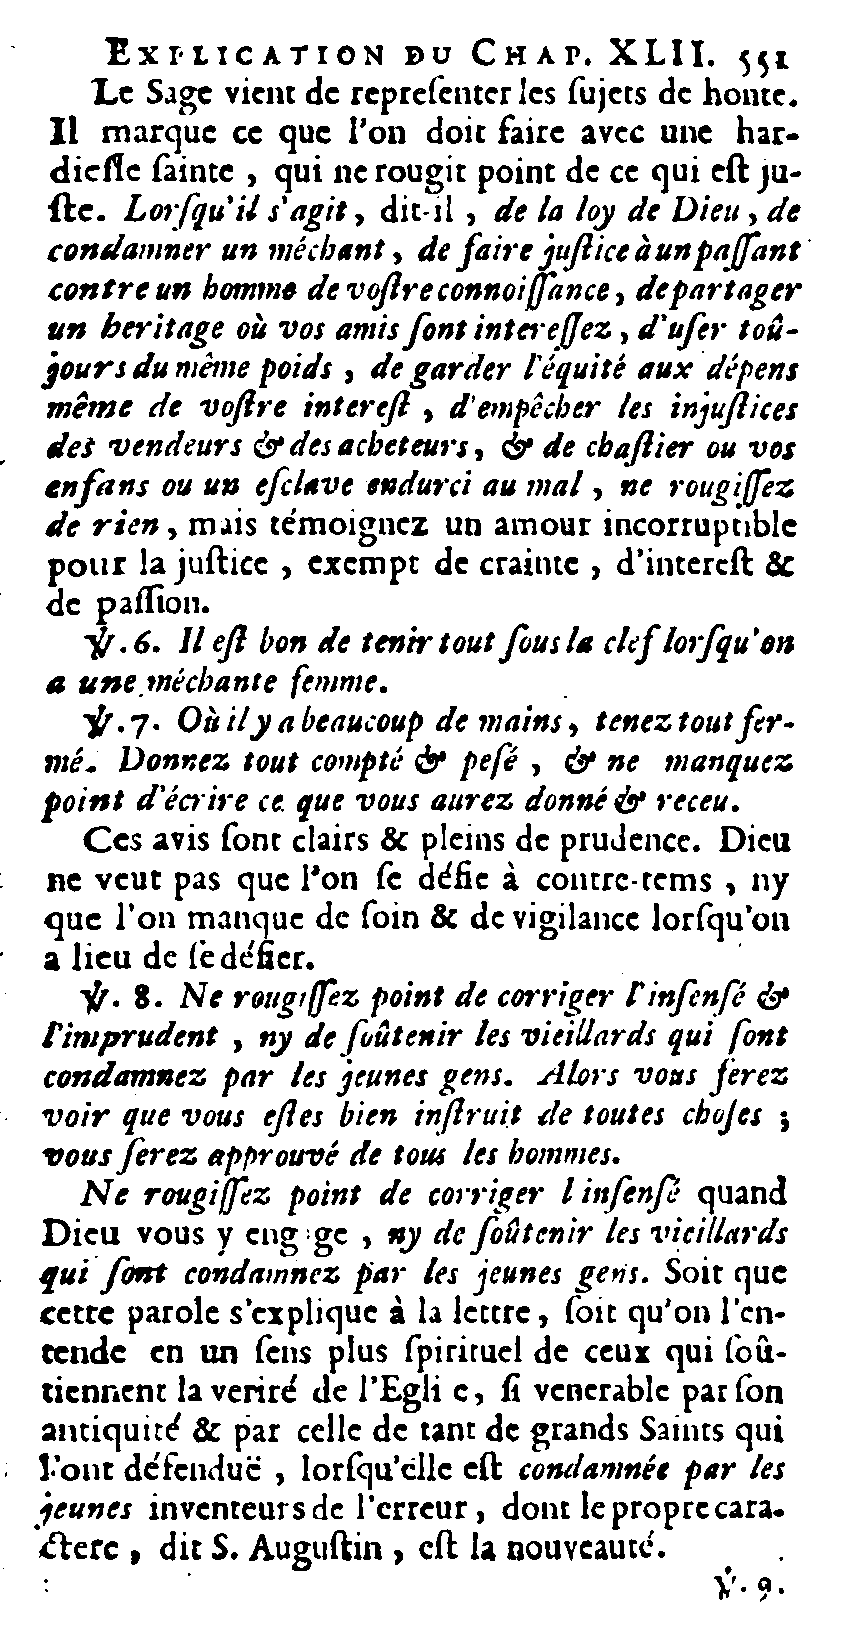 EXPLICATION DU CHAP. XLII. 551
Le Sage vient de repreſenter les ſujets de honte.
Il marque ce que l'on doit faire avec une har-
dieſſe ſainte, qui ne rougit point de ce qui eſt ju-
ſte. Lorſqu'il s'agit, dit-il, de la loy de Dieu, de
condamner un méchant, de faire juſtice à un paſſant
contre un homme de voſtre connoiſſance, de partager
un heritage où vos amis ſont intereſſez, d'uſer toû-
jours du même poids, de garder l'équité aux dépens
même de voſtre intereſt, d'empêcher les injuſtices
des vendeurs & des acheteurs, & de chaſtier ou vos
enfans ou un eſclave endurci au mal, ne rougiſſez
de rien, mais témoignez un amour incorruptible
pour la juſtice, exempt de crainte, d'intereſt &
de paſſion.
℣. 6. Il eſt bon de tenir tout ſous la clef lorſqu'on
a une méchante femme.
℣. 7. Où il y a beaucoup de mains, tenez tout fer-
mé. Donnez tout compté & peſé, & ne manquez
point d'écrire ce que vous aurez donné & receu.
Ces avis ſont clairs & pleins de prudence. Dieu
ne veut pas que l'on ſe défie à contre-tems, ny
que l'on manque de ſoin & de vigilance lorſqu'on
a lieu de ſe défier.
℣. 8. Ne rougiſſez point de corriger l'inſenſé &
l'imprudent, ny de ſoûtenir les vieillards qui ſont
condamnez par les jeunes gens. Alors vous ferez
voir que vous eſtes bien inſtruit de toutes choſes;
vous ſerez approuvé de tous les hommes.
Ne rougiſſez point de corriger l inſenſé quand
Dieu vous y eng ge, ny de ſoûtenir les vieillards
qui ſont condamnez par les jeunes gens. Soit que
cette parole s'explique à la lettre, ſoit qu'on l'en-
tende en un ſens plus ſpirituel de ceux qui ſoû-
tiennent la verité de l'Egli e, ſi venerable par ſon
antiquité & par celle de tant de grands Saints qui
l'ont défenduë, lorſqu'elle eſt condamnée par les
jeunes inventeurs de l'erreur, dont le propre cara-
ctere, dit S. Auguſtin, eſt la nouveauté.
℣. 9.